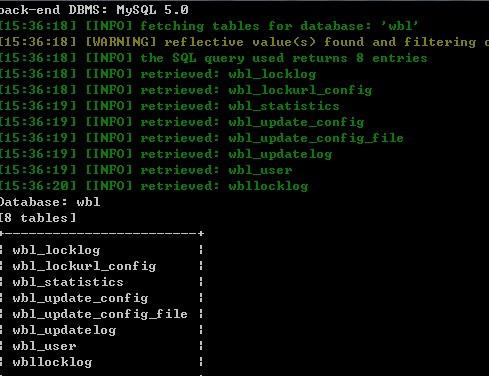 back-end DBMS: MySQL 5.0
[15:36:18] [INFO] fetching tables for database: 'wbl'
[15:36:18] [WARNING] reflective value(s) found and filtering
[15:36:18] [INFO] the SQL query used returns 8 entries
[15:36:18] [INFO] retrieved: wbl_locklog
[15:36:18] [INFO] retrieved: wbl_lockurl_config
[15:36:19] [INFO] retrieved: wbl_statistics
[15:36:19] [INFO] retrieved: wbl_update_config
[15:36:19] [INFO] retrieved: wbl_update_config_file
[15:36:19] [INFO] retrieved: wbl_updatelog
[15:36:19] [INFO] retrieved: wbl_user
[15:36:20] [INFO] retrieved: wbllocklog
Database: wbl
[8 tables]
+------------------------+
| wbl_locklog            |
| wbl_lockurl_config     |
| wbl_statistics         |
| wbl_update_config      |
| wbl_update_config_file |
| wbl_updatelog          |
| wbl_user               |
| wbllocklog             |